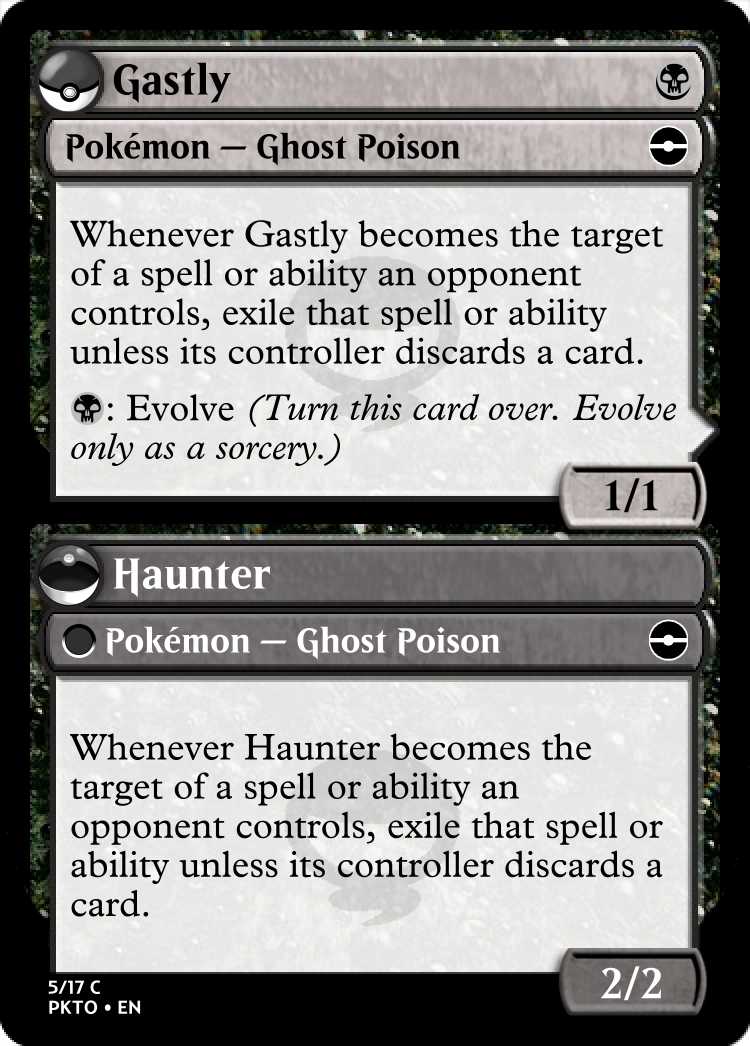 Gastly
Pokémon — Ghost Poison
Whenever Gastly becomes the target
of a spell or ability an opponent
controls, exile that spell or ability
unless its controller discards a card.
: Evolve (Turn this card over. Evolve
only as a sorcery.)
1/1
Haunter
Pokémon — Ghost Poison
Whenever Haunter becomes the
target of a spell or ability an
opponent controls, exile that spell or
ability unless its controller discards a
card.
2/2
5/17 C
PKTO • EN